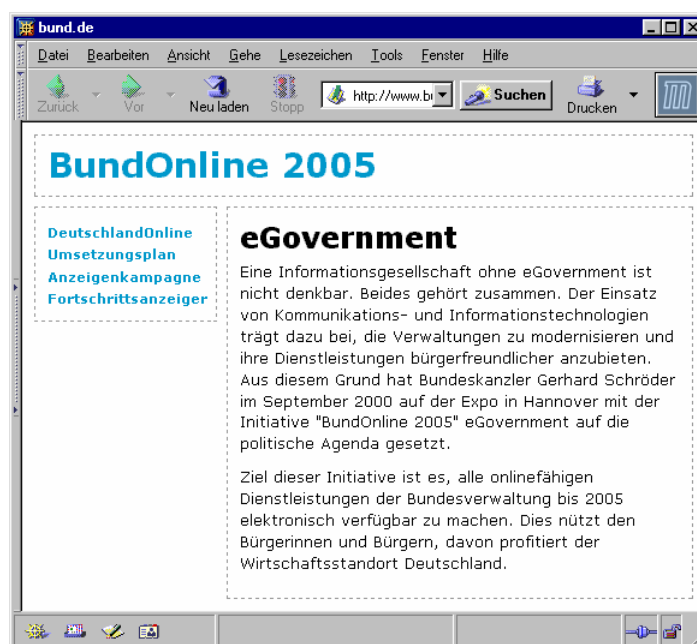 bund.de
Datei Bearbeiten Ansicht Gehe Lesezeichen Tools Fenster Hilfe
Zurück Vor Neu laden Stopp http://www.bu Suchen Drucken
BundOnline 2005
DeutschlandOnline
Umsetzungsplan
Anzeigenkampagne
Fortschrittsanzeiger
eGovernment
Eine Informationsgesellschaft ohne eGovernment ist
nicht denkbar. Beides gehört zusammen. Der Einsatz
von Kommunikations- und Informationstechnologien
trägt dazu bei, die Verwaltungen zu modernisieren und
ihre Dienstleistungen bürgerfreundlicher anzubieten.
Aus diesem Grund hat Bundeskanzler Gerhard Schröder
im September 2000 auf der Expo in Hannover mit der
Initiative "BundOnline 2005" eGovernment auf die
politische Agenda gesetzt.
Ziel dieser Initiative ist es, alle onlinefähigen
Dienstleistungen der Bundesverwaltung bis 2005
elektronisch verfügbar zu machen. Dies nützt den
Bürgerinnen und Bürgern, davon profitiert der
Wirtschaftsstandort Deutschland.